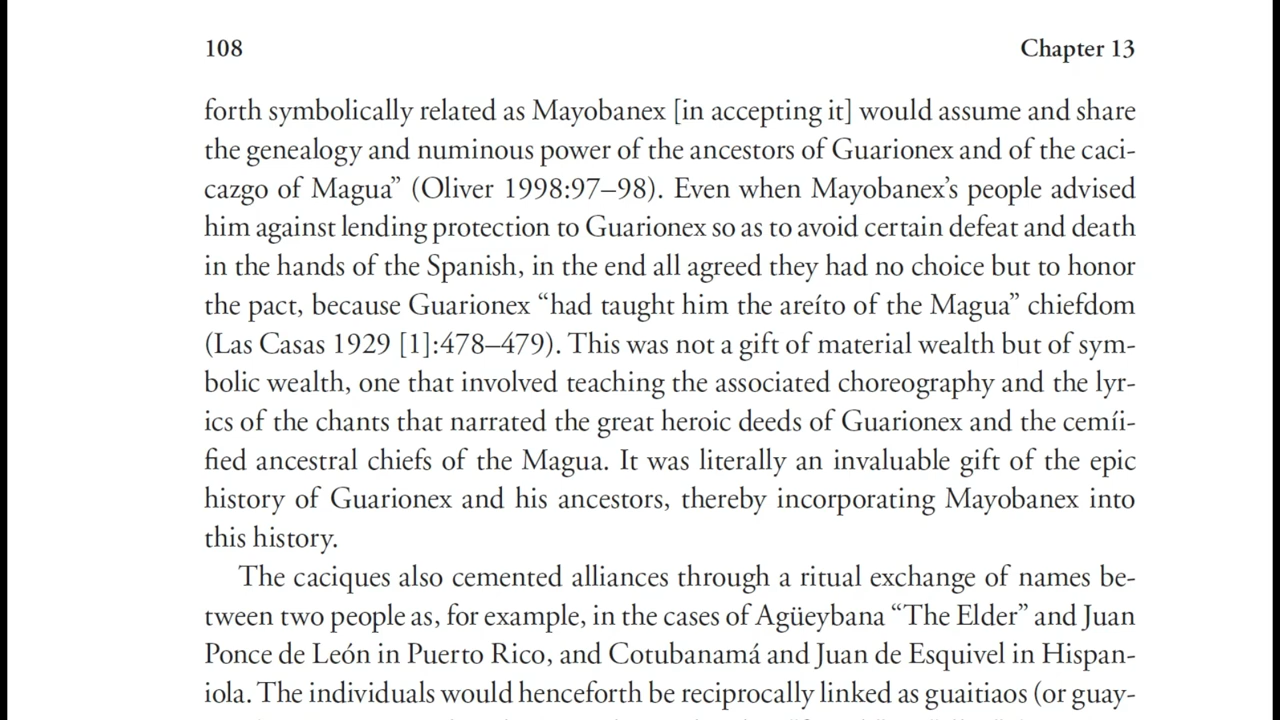 108 Chapter 13
forth symbolically related as Mayobanex [in accepting it] would assume and share
the genealogy and numinous power of the ancestors of Guarionex and of the caci-
cazgo of Magua” (Oliver 1998:97–98). Even when Mayobanex’s people advised
him against lending protection to Guarionex so as to avoid certain defeat and death
in the hands of the Spanish, in the end all agreed they had no choice but to honor
the pact, because Guarionex “had taught him the areíto of the Magua” chiefdom
(Las Casas 1929 [1]:478–479). This was not a gift of material wealth but of sym-
bolic wealth, one that involved teaching the associated choreography and the lyr-
ics of the chants that narrated the great heroic deeds of Guarionex and the cemíi-
fied ancestral chiefs of the Magua. It was literally an invaluable gift of the epic
history of Guarionex and his ancestors, thereby incorporating Mayobanex into
this history.
The caciques also cemented alliances through a ritual exchange of names be-
tween two people as, for example, in the cases of Agüeybana “The Elder” and Juan
Ponce de León in Puerto Rico, and Cotubanamá and Juan de Esquivel in Hispan-
iola. The individuals would henceforth be reciprocally linked as guaitiaos (or guay-